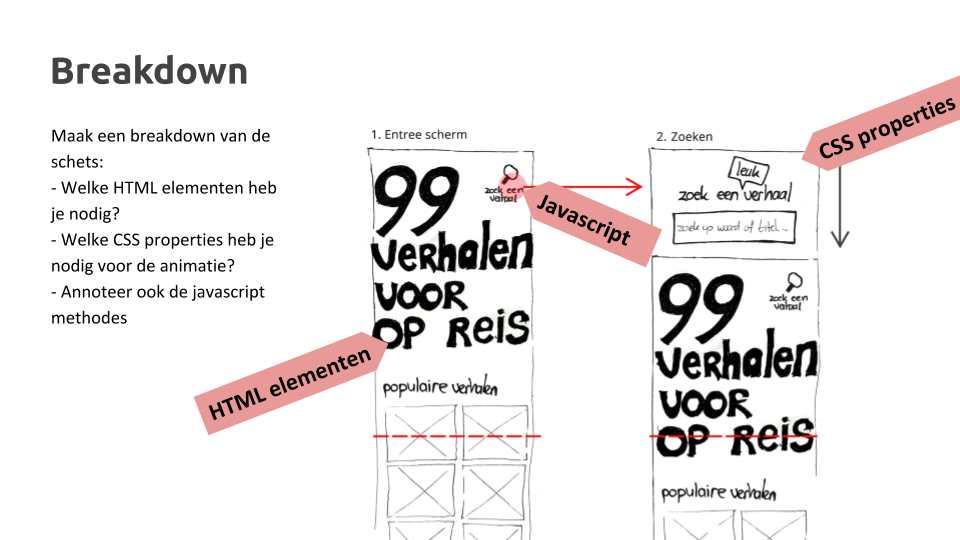 Breakdown
Maak een breakdown van de
schets:
- Welke HTML elementen heb
je nodig?
- Welke CSS properties heb je
nodig voor de animatie?
- Annoteer ook de javascript
methodes
1. Entree scherm
99
verhalen
voor
op reis
zoek een
verhaal
populaire verhalen
HTML elementen
Javascript
2. Zoeken
CSS properties
leuk
zoek een verhaal
zoek op woord of titel...
99
verhalen
voor
op reis
zoek een
verhaal
populaire verhalen